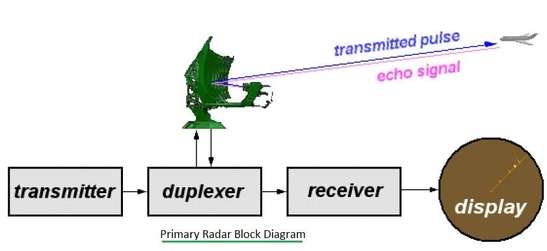 transmitted pulse
echo signal
transmitter
duplexer
receiver
display
Primary Radar Block Diagram